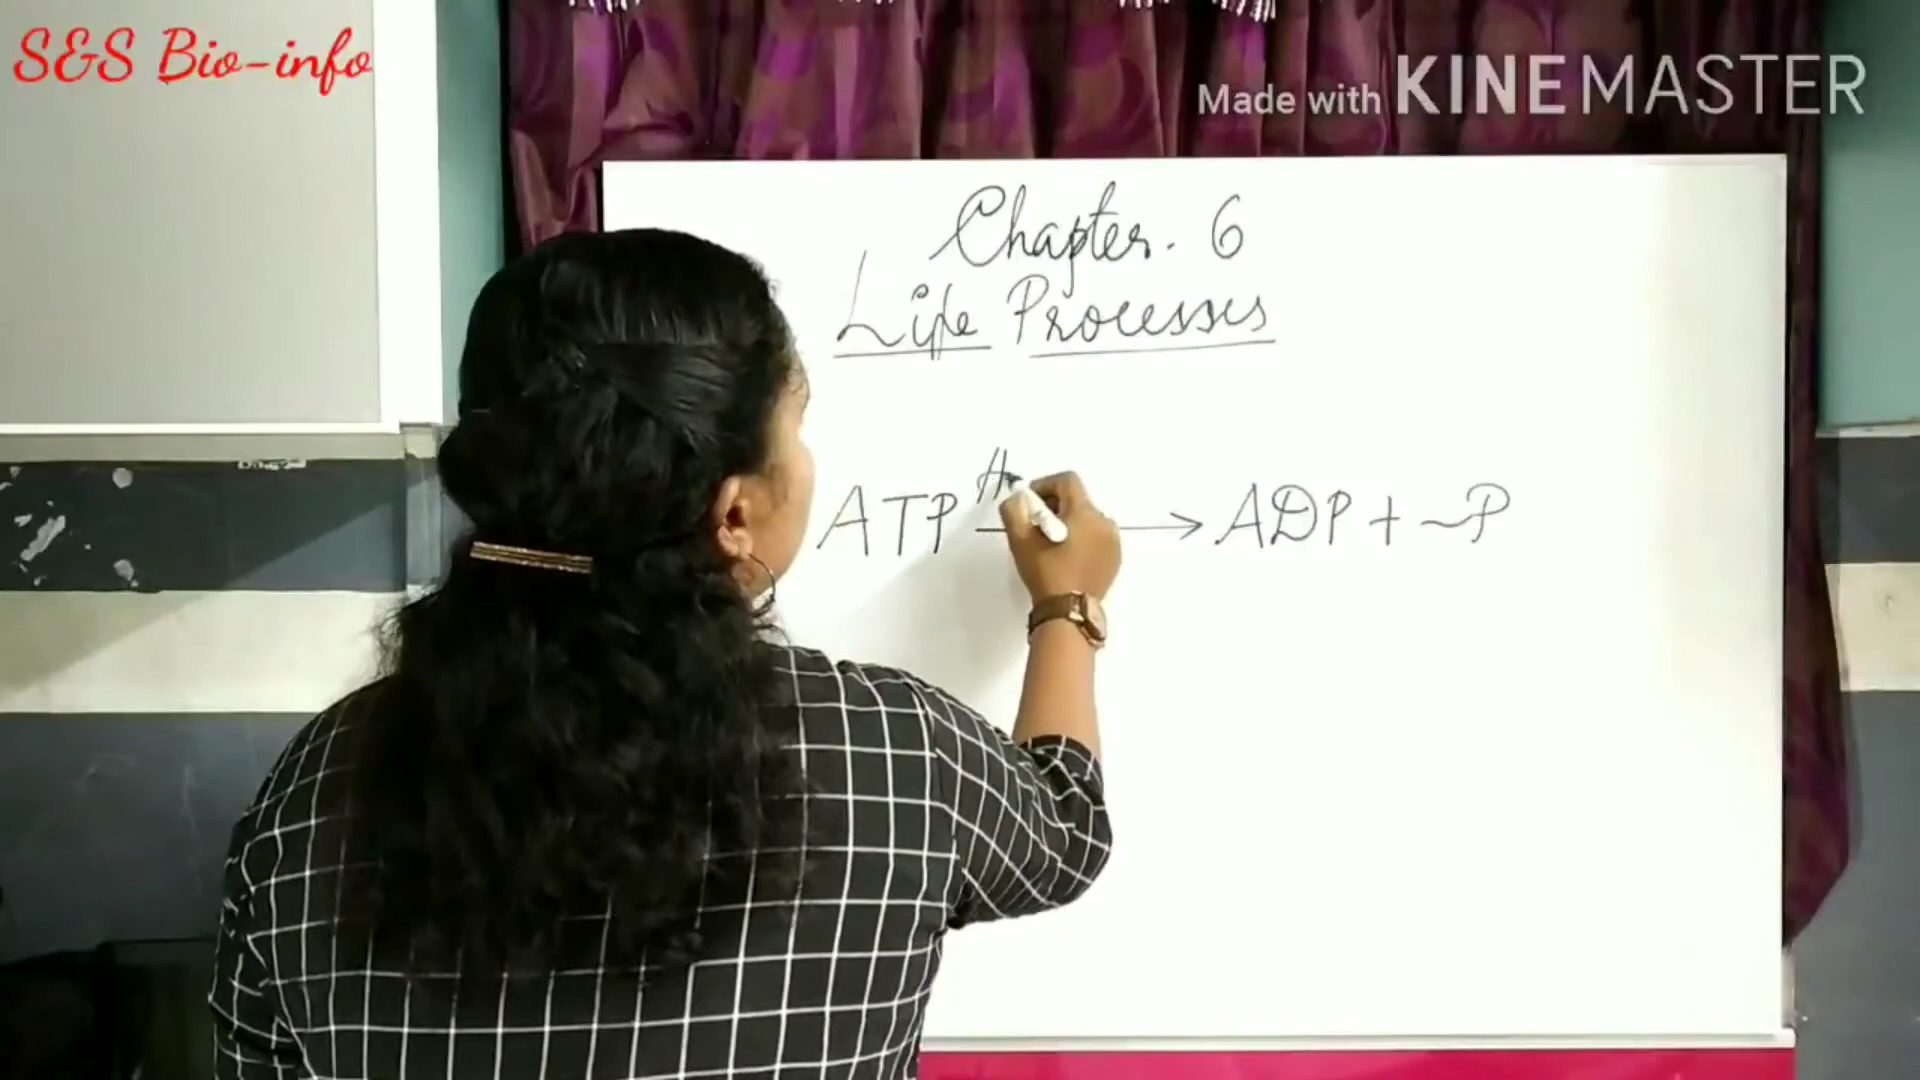 S&S Bio-info
Made with KINEMASTER
Chapter. 6
Life Processes
ATP → ADP + ~P